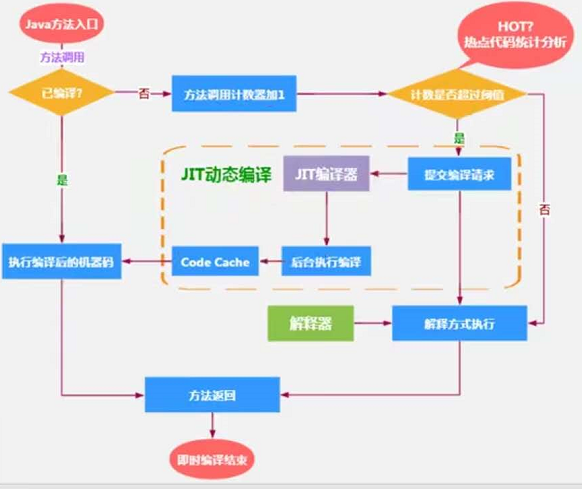 Java方法入口
HOT?
热点代码统计分析
方法调用
已编译?
否
方法调用计数器加1
计数是否超过阈值
是
JIT动态编译
JIT编译器
提交编译请求
是
否
执行编译后的机器码
Code Cache
后台执行编译
解释器
解释方式执行
方法返回
即时编译结束